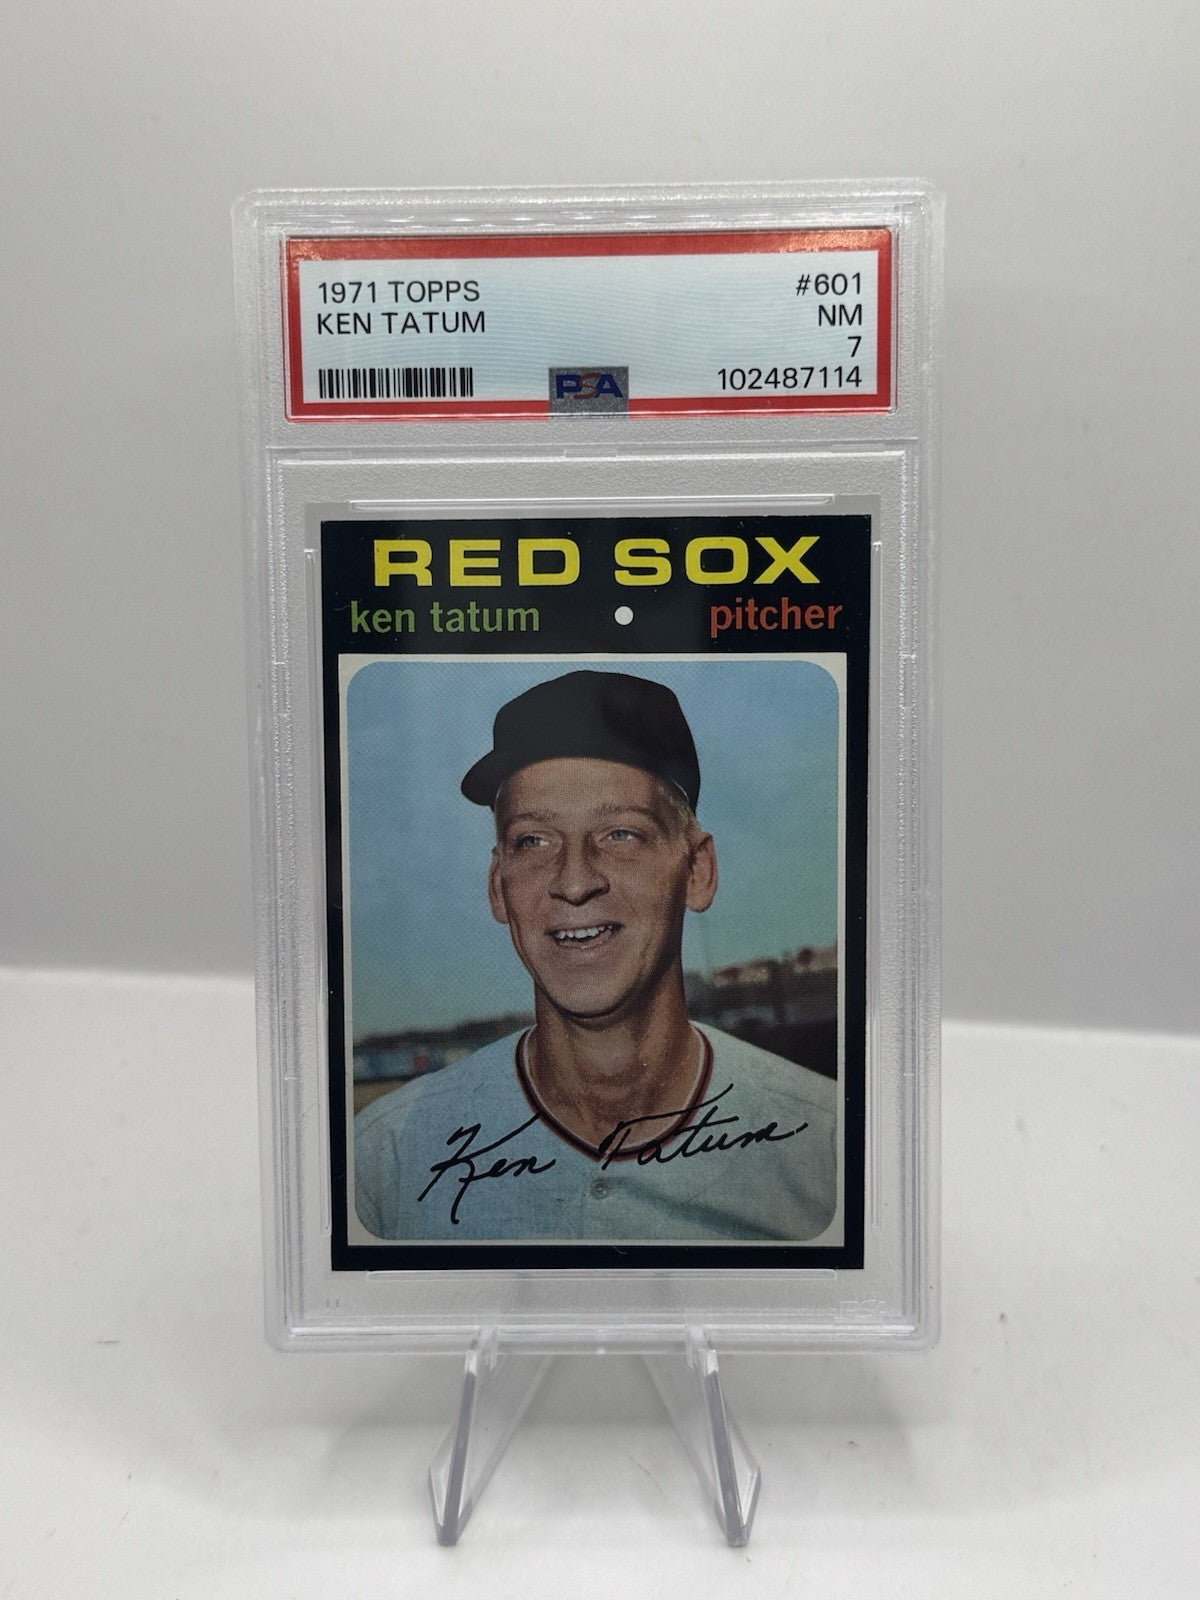 1971 TOPPS #601
KEN TATUM NM
7
PSA 102487114
RED SOX
ken tatum pitcher
Ken Tatum